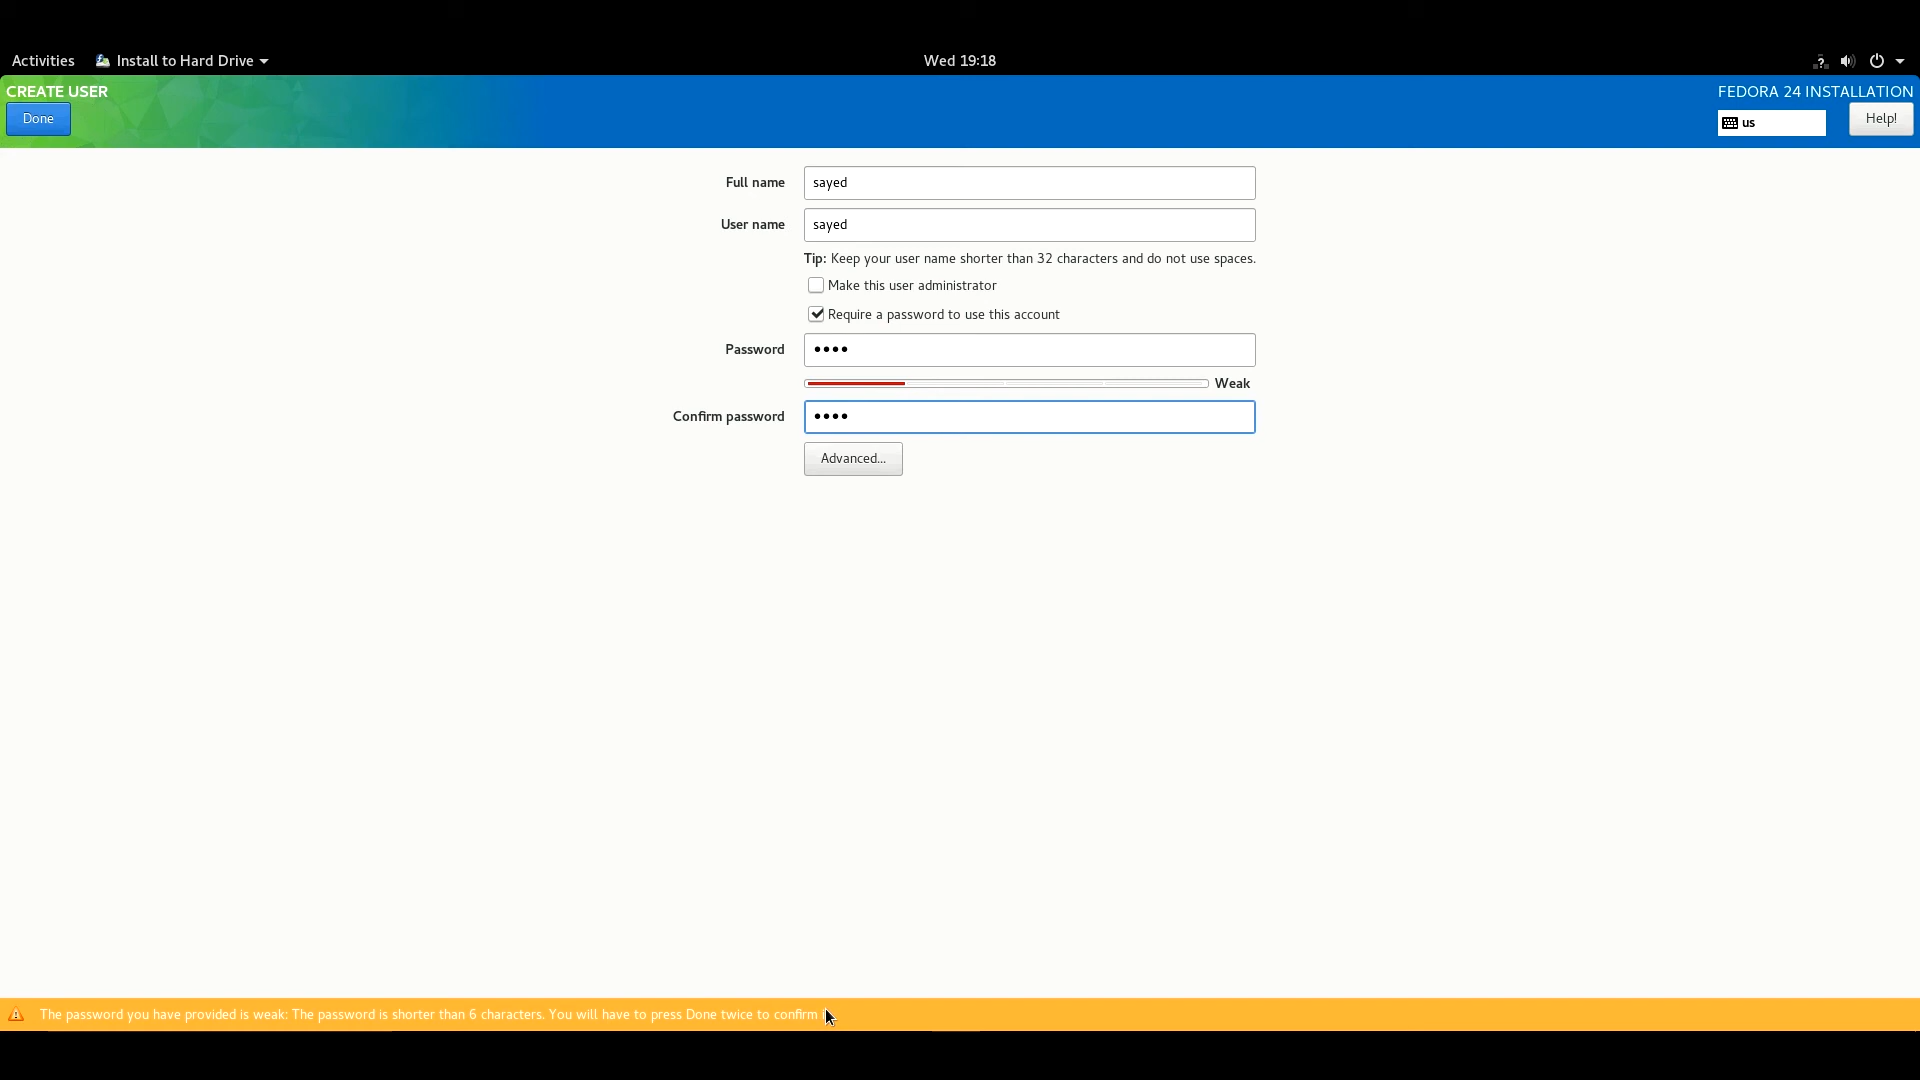 Activities Install to Hard Drive Wed 19:18
CREATE USER FEDORA 24 INSTALLATION
Done us Help!
Full name sayed
User name sayed
Tip: Keep your user name shorter than 32 characters and do not use spaces.
Make this user administrator
Require a password to use this account
Password ••••
Weak
Confirm password ••••
Advanced...
The password you have provided is weak: The password is shorter than 6 characters. You will have to press Done twice to confirm